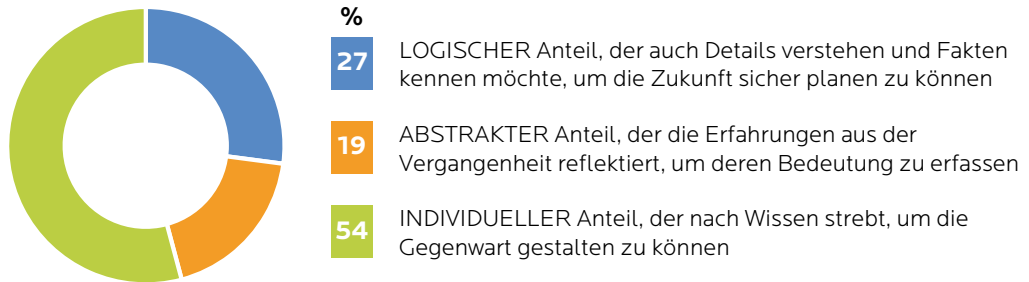 %
27 LOGISCHER Anteil, der auch Details verstehen und Fakten
kennen möchte, um die Zukunft sicher planen zu können
19 ABSTRAKTER Anteil, der die Erfahrungen aus der
Vergangenheit reflektiert, um deren Bedeutung zu erfassen
54 INDIVIDUELLER Anteil, der nach Wissen strebt, um die
Gegenwart gestalten zu können